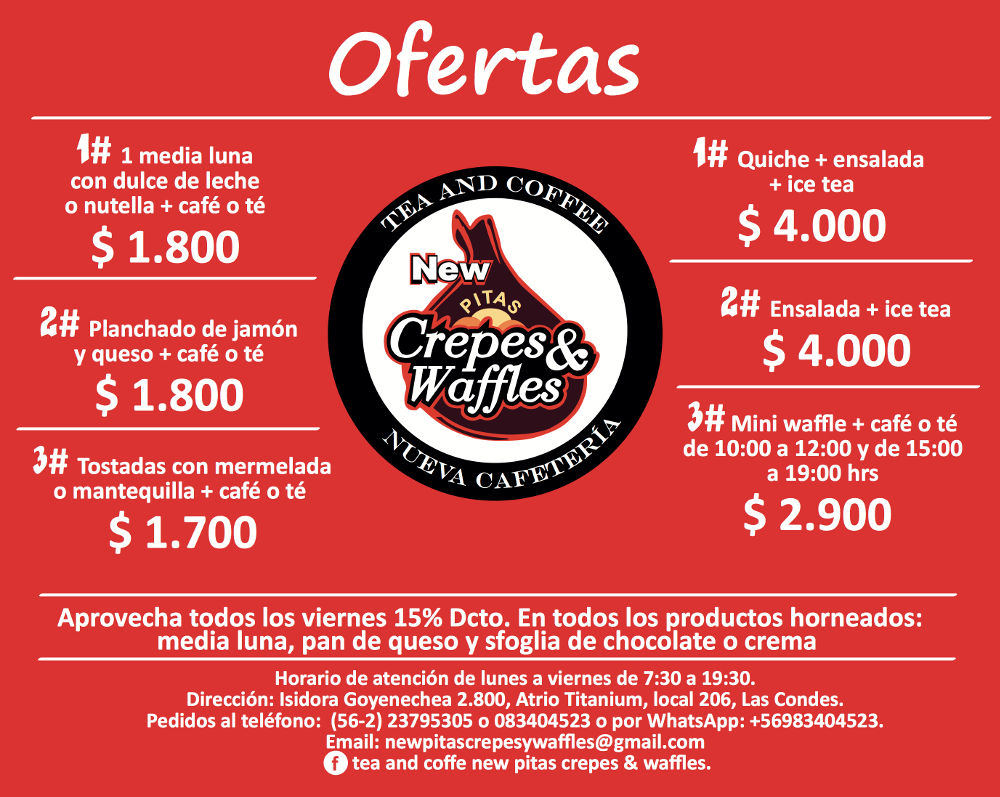 Ofertas
1# 1 media luna
con dulce de leche
o nutella + café o té
$ 1.800
2# Planchado de jamón
y queso + café o té
$ 1.800
3# Tostadas con mermelada
o mantequilla + café o té
$ 1.700
TEA AND COFFEE
New
PITAS
Crepes &
Waffles
NUEVA CAFETERÍA
1# Quiche + ensalada
+ ice tea
$ 4.000
2# Ensalada + ice tea
$ 4.000
3# Mini waffle + café o té
de 10:00 a 12:00 y de 15:00
a 19:00 hrs
$ 2.900
Aprovecha todos los viernes 15% Dcto. En todos los productos horneados:
media luna, pan de queso y sfoglia de chocolate o crema
Horario de atención de lunes a viernes de 7:30 a 19:30.
Dirección: Isidora Goyenechea 2.800, Atrio Titanium, local 206, Las Condes.
Pedidos al teléfono: (56-2) 23795305 o 083404523 o por WhatsApp: +56983404523.
Email: newpitascrepesywaffles@gmail.com
f tea and coffe new pitas crepes & waffles.